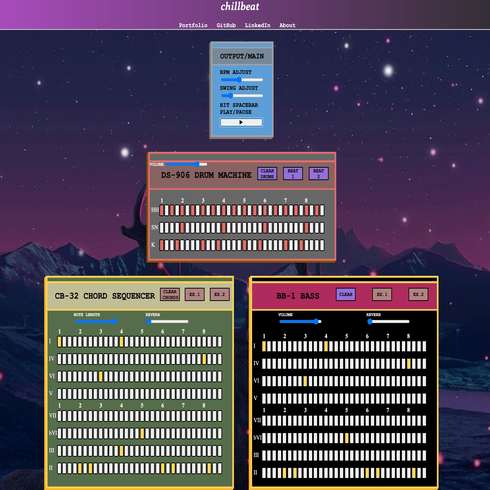 chillbeat
Portfolio GitHub LinkedIn About
OUTPUT/MAIN
BPM ADJUST
SWING ADJUST
HIT SPACEBAR
PLAY/PAUSE
VOLUME
DS-906 DRUM MACHINE CLEAR DRUMS BEAT 1 BEAT 2
1 2 3 4 5 6 7 8
HH
SN
K
CB-32 CHORD SEQUENCER CLEAR CHORDS EX.1 EX.2
NOTE LENGTH REVERB
1 2 3 4 5 6 7 8
I
IV
VI
V
1 2 3 4 5 6 7 8
VII
bVI
III
II
BB-1 BASS CLEAR EX.1 EX.2
VOLUME REVERB
1 2 3 4 5 6 7 8
I
IV
VI
V
1 2 3 4 5 6 7 8
VII
bVI
III
II